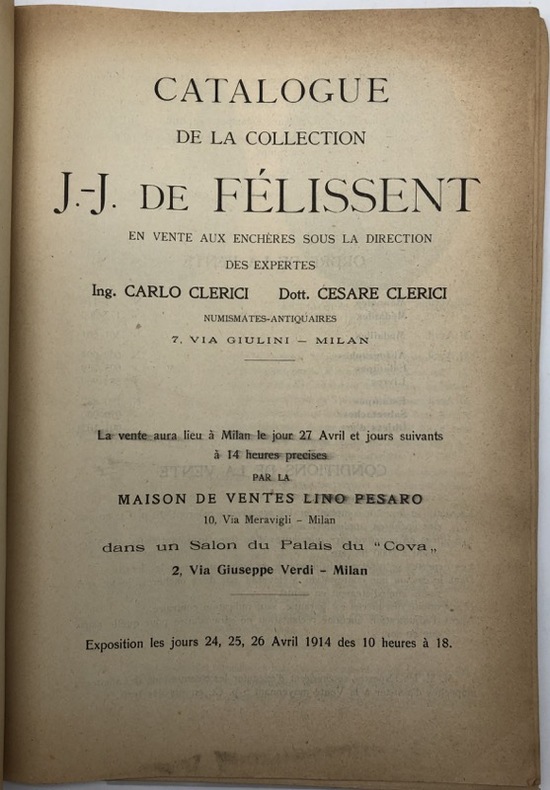 CATALOGUE
DE LA COLLECTION
J.-J. DE FÉLISSENT
EN VENTE AUX ENCHÈRES SOUS LA DIRECTION
DES EXPERTES
Ing. CARLO CLERICI Dott. CESARE CLERICI
NUMISMATES-ANTIQUAIRES
7, VIA GIULINI – MILAN
La vente aura lieu à Milan le jour 27 Avril et jours suivants
à 14 heures precises
PAR LA
MAISON DE VENTES LINO PESARO
10, Via Meravigli – Milan
dans un Salon du Palais du "Cova„
2, Via Giuseppe Verdi – Milan
Exposition les jours 24, 25, 26 Avril 1914 des 10 heures à 18.